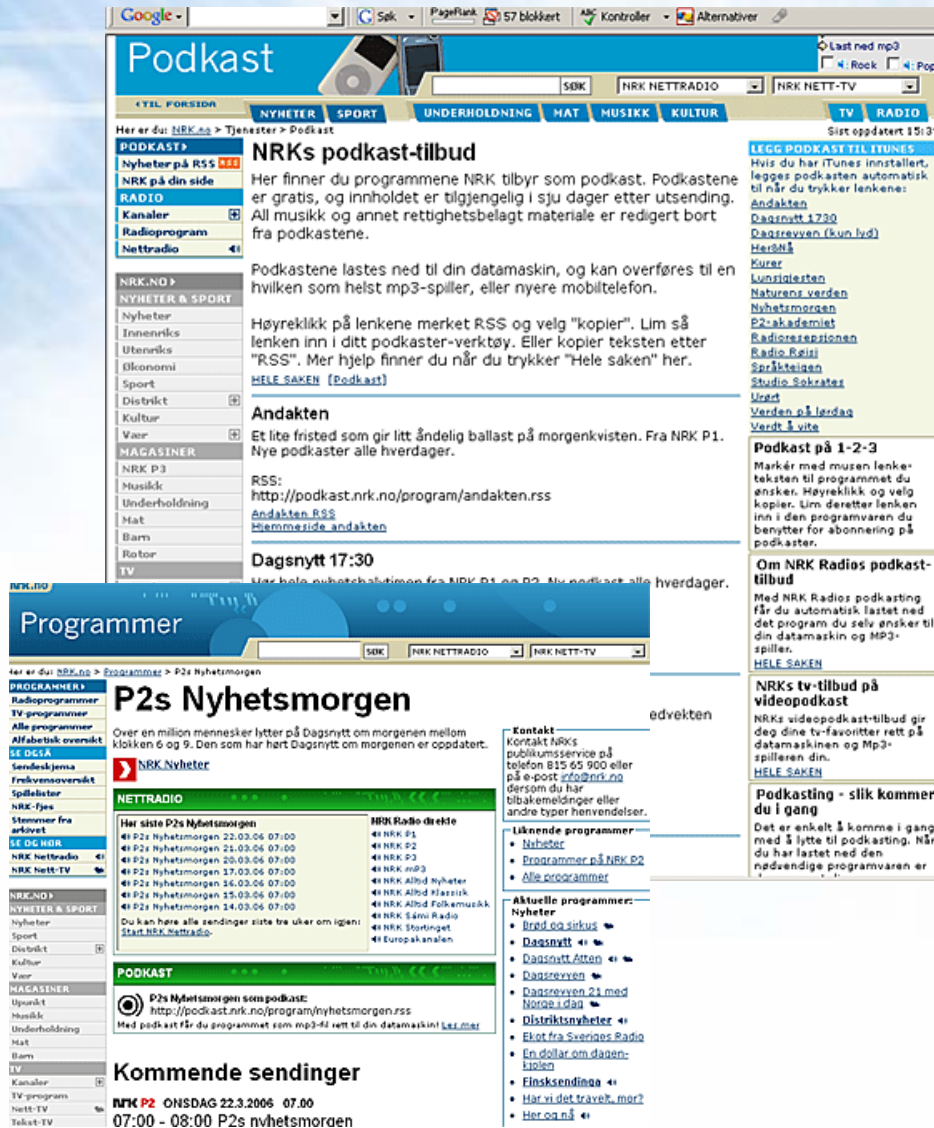 Google
Søk
PageRank
57 blokkert
Kontroller
Alternativer
Podkast
Last ned mp3
: Rock
: Pop
SØK
NRK NETTRADIO
NRK NETT-TV
‹TIL FORSIDA
NYHETER
SPORT
UNDERHOLDNING
MAT
MUSIKK
KULTUR
TV
RADIO
Her er du: NRK.no > Tjenester > Podkast
Sist oppdatert 15:3
PODKAST
Nyheter på RSS RSS
NRK på din side
RADIO
Kanaler
Radioprogram
Nettradio
NRK.NO
NYHETER & SPORT
Nyheter
Innenriks
Utenriks
Økonomi
Sport
Distrikt
Kultur
Vær
MAGASINER
NRK P3
Musikk
Underholdning
Mat
Barn
Rotor
TV
NRKs podkast-tilbud
Her finner du programmene NRK tilbyr som podkast. Podkastene
er gratis, og innholdet er tilgjengelig i sju dager etter utsending.
All musikk og annet rettighetsbelagt materiale er redigert bort
fra podkastene.
Podkastene lastes ned til din datamaskin, og kan overføres til en
hvilken som helst mp3-spiller, eller nyere mobiltelefon.
Høyreklikk på lenkene merket RSS og velg "kopier". Lim så
lenken inn i ditt podkaster-verktøy. Eller kopier teksten etter
"RSS". Mer hjelp finner du når du trykker "Hele saken" her.
HELE SAKEN [Podkast]
Andakten
Et lite fristed som gir litt åndelig ballast på morgenkvisten. Fra NRK P1.
Nye podkaster alle hverdager.
RSS:
http://podkast.nrk.no/program/andakten.rss
Andakten RSS
Hjemmeside andakten
Dagsnytt 17:30
Hør hele nyhetshalvtimen fra NRK P1 og P2. Ny podkast alle hverdager.
edvekten
LEGG PODKAST TIL ITUNES
Hvis du har iTunes innstallert,
legges podkasten automatisk
til når du trykker lenkene:
Andakten
Dagsnytt 1730
Dagsrevyen (kun lyd)
Her&Nå
Kurer
Lunsjgjesten
Naturens verden
Nyhetsmorgen
P2-akademiet
Radioresepsjonen
Radio Røisi
Språkteigen
Studio Sokrates
Urørt
Verden på lørdag
Verdt å vite
Podkast på 1-2-3
Markér med musen lenke-
teksten til programmet du
ønsker. Høyreklikk og velg
kopier. Lim deretter lenken
inn i den programvaren du
benytter for abonnering på
podkaster.
Om NRK Radios podkast-
tilbud
Med NRK Radios podkasting
får du automatisk lastet ned
det program du selv ønsker til
din datamaskin og MP3-
spiller.
HELE SAKEN
NRKs tv-tilbud på
videopodkast
NRKs videopodkast-tilbud gir
deg dine tv-favoritter rett på
datamaskinen og Mp3-
spilleren din.
HELE SAKEN
Podkasting - slik kommer
du i gang
Det er enkelt å komme i gang
med å lytte til podkasting. Når
du har lastet ned den
nødvendige programvaren er
NRK.no
Programmer
SØK
NRK NETTRADIO
NRK NETT-TV
Her er du: NRK.no > Programmer > P2s Nyhetsmorgen
PROGRAMMER
Radioprogrammer
TV-programmer
Alle programmer
Alfabetisk oversikt
SE OGSÅ
Sendeskjema
Frekvensoversikt
Spillelister
NRK-fjes
Stemmer fra
arkivet
SE OG HØR
NRK Nettradio
NRK Nett-TV
NRK.NO
NYHETER & SPORT
Nyheter
Sport
Distrikt
Kultur
Vær
MAGASINER
Upunkt
Musikk
Underholdning
Mat
Barn
TV
Kanaler
TV-program
Nett-TV
Tekst-TV
P2s Nyhetsmorgen
Over en million mennesker lytter på Dagsnytt om morgenen mellom
klokken 6 og 9. Den som har hørt Dagsnytt om morgenen er oppdatert.
NRK Nyheter
NETTRADIO
Hør siste P2s Nyhetsmorgen
P2s Nyhetsmorgen 22.03.06 07:00
P2s Nyhetsmorgen 21.03.06 07:00
P2s Nyhetsmorgen 20.03.06 07:00
P2s Nyhetsmorgen 17.03.06 07:00
P2s Nyhetsmorgen 16.03.06 07:00
P2s Nyhetsmorgen 15.03.06 07:00
P2s Nyhetsmorgen 14.03.06 07:00
Du kan høre alle sendinger siste tre uker om igjen:
Start NRK Nettradio.
NRK Radio direkte
NRK P1
NRK P2
NRK P3
NRK mP3
NRK Alltid Nyheter
NRK Alltid Klassisk
NRK Alltid Folkemusikk
NRK Sámi Radio
NRK Stortinget
Europakanalen
PODKAST
P2s Nyhetsmorgen som podkast:
http://podkast.nrk.no/program/nyhetsmorgen.rss
Med podkast får du programmet som mp3-fil rett til din datamaskin! Les mer
Kommende sendinger
NRK P2 ONSDAG 22.3.2006 07.00
07:00 - 08:00 P2s nyhetsmorgen
Kontakt
Kontakt NRKs
publikumsservice på
telefon 815 65 900 eller
på e-post info@nrk.no
dersom du har
tilbakemeldinger eller
andre typer henvendelser.
Liknende programmer
Nyheter
Programmer på NRK P2
Alle programmer
Aktuelle programmer:
Nyheter
Brød og sirkus
Dagsnytt
Dagsnytt Atten
Dagsrevyen
Dagsrevyen 21 med
Norge i dag
Distriktsnyheter
Ekot fra Sveriges Radio
En dollar om dagen-
kjolen
Finsksendinga
Har vi det travelt, mor?
Her og nå